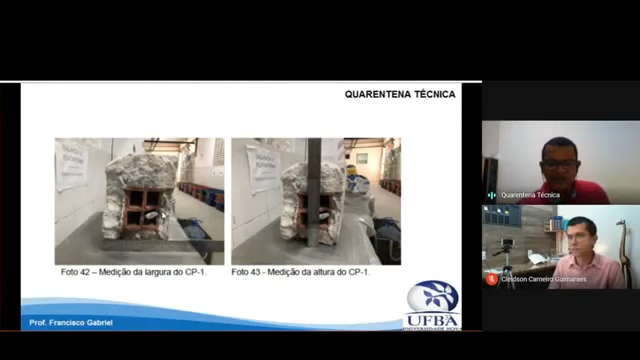 QUARENTENA TÉCNICA
Foto 42 – Medição da largura do CP-1.
Foto 43 - Medição da altura do CP-1.
Prof. Francisco Gabriel
UFBA
Quarentena Técnica
Cleidson Carneiro Guimaraes